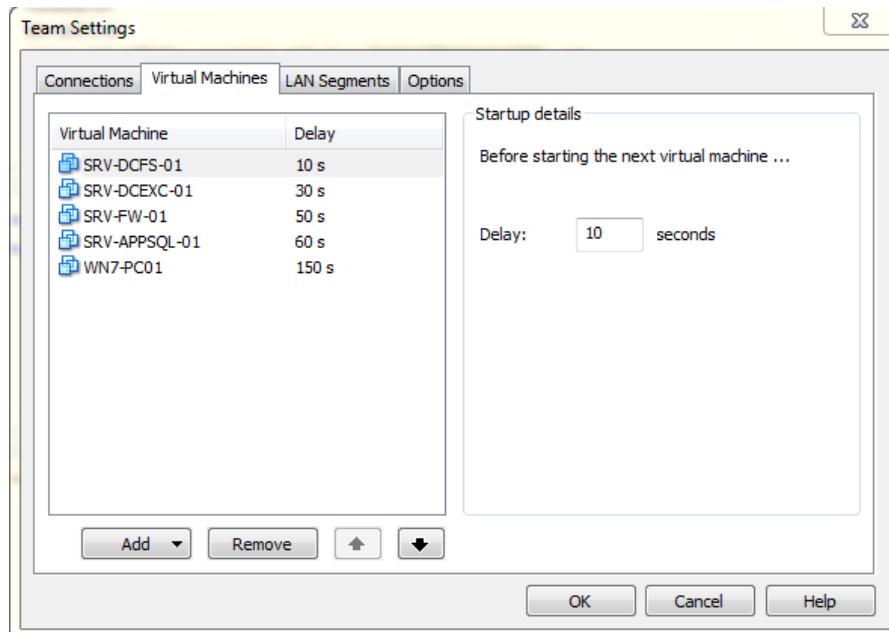 Team Settings
Connections Virtual Machines LAN Segments Options
Virtual Machine Delay
SRV-DCFS-01 10 s
SRV-DCEXC-01 30 s
SRV-FW-01 50 s
SRV-APPSQL-01 60 s
WN7-PC01 150 s
Startup details
Before starting the next virtual machine ...
Delay: 10 seconds
Add Remove
OK Cancel Help